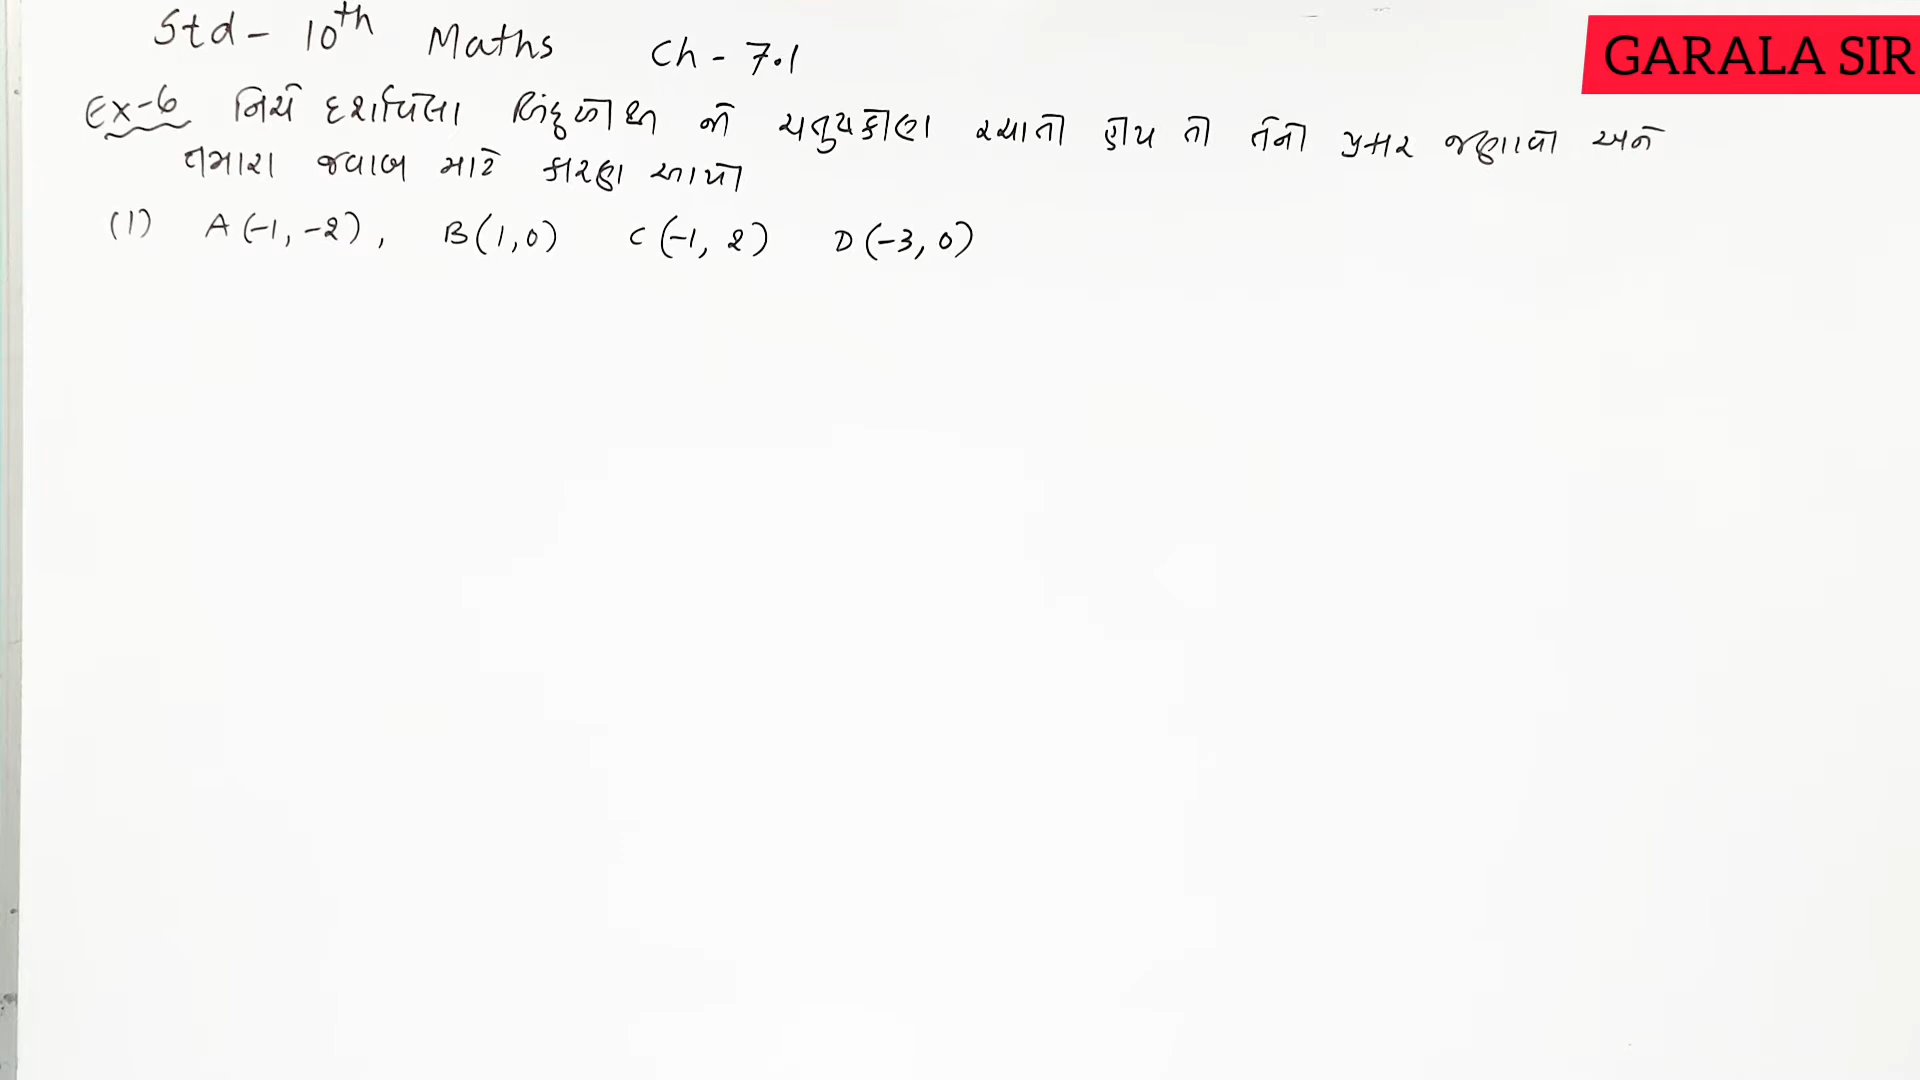 Std - 10th Maths Ch - 7.1
GARALA SIR
Ex-6 નિચે દર્શાવેલા બિંદુઓથી જો ચતુષ્કોણ રચાતો હોય તો તેનો પ્રકાર જણાવો અને
તમારા જવાબ માટે કારણ આપો
(1) A(-1, -2), B(1,0) C(-1, 2) D(-3, 0)